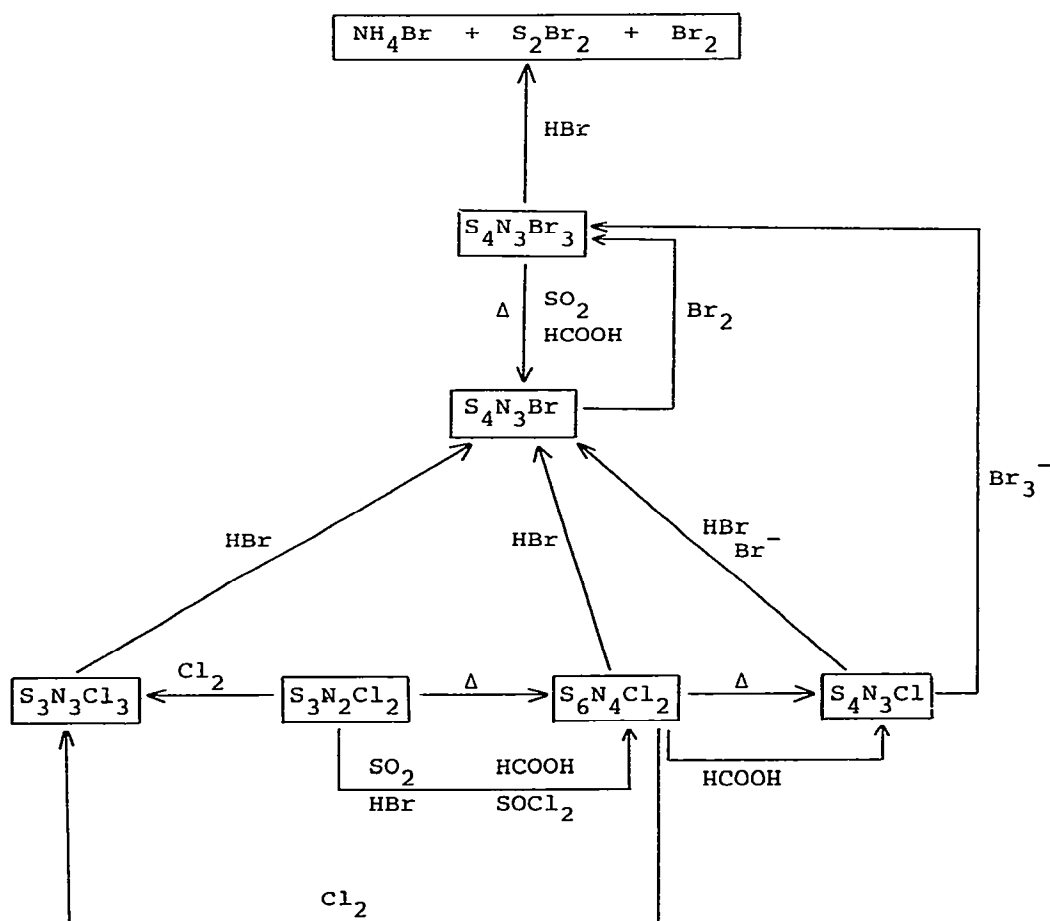 NH₄Br + S₂Br₂ + Br₂
HBr
S₄N₃Br₃
Δ SO₂
HCOOH
Br₂
S₄N₃Br
Br₃⁻
HBr
HBr
HBr
Br⁻
S₃N₃Cl₃
Cl₂
S₃N₂Cl₂
Δ
S₆N₄Cl₂
Δ
S₄N₃Cl
SO₂ HCOOH
HBr SOCl₂
HCOOH
Cl₂